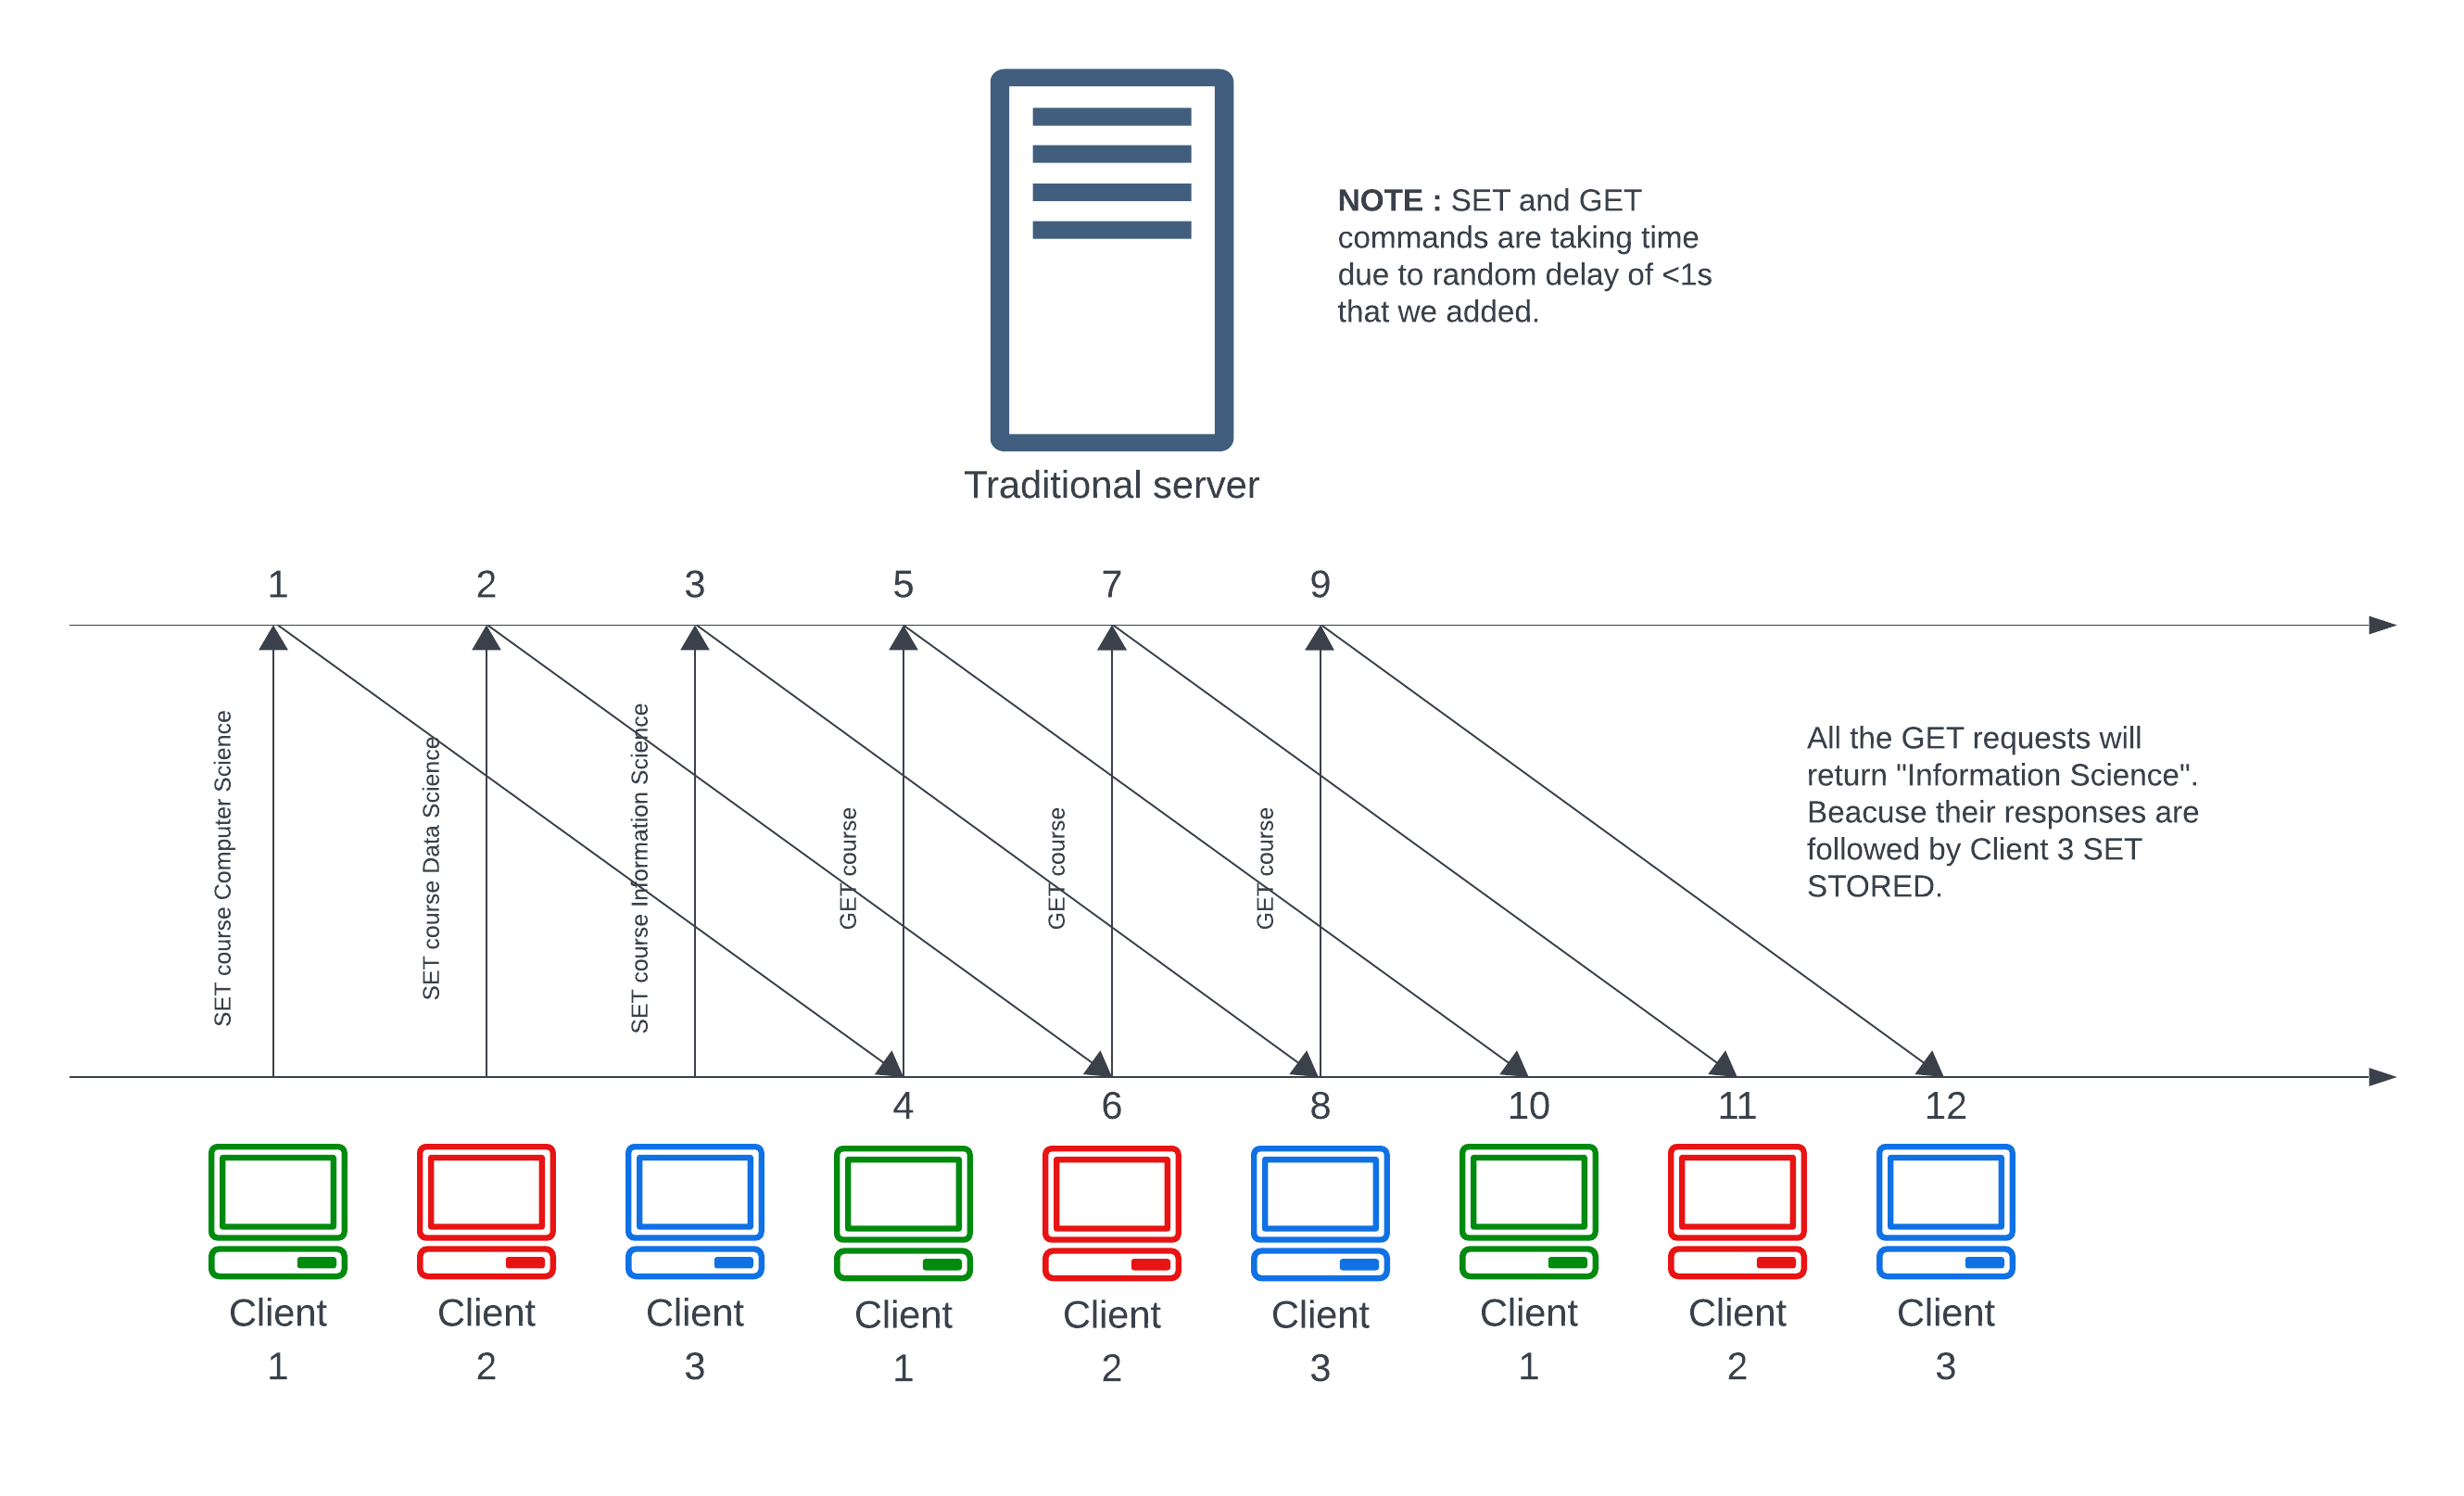 NOTE : SET and GET
commands are taking time
due to random delay of <1s
that we added.
Traditional server
1
2
3
5
7
9
SET course Computer Science
SET course Data Science
SET course Information Science
GET course
GET course
GET course
All the GET requests will
return "Information Science".
Beacuse their responses are
followed by Client 3 SET
STORED.
4
6
8
10
11
12
Client
1
Client
2
Client
3
Client
1
Client
2
Client
3
Client
1
Client
2
Client
3